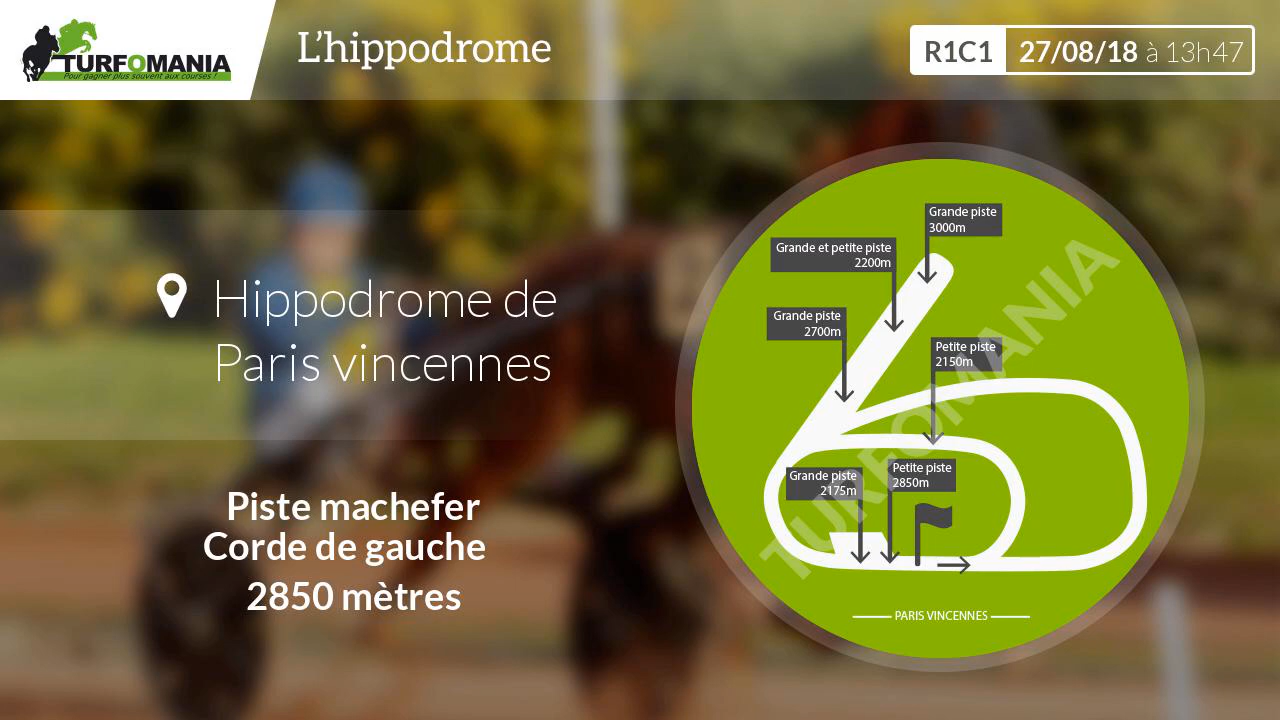 TURFOMANIA
Pour gagner plus souvent aux courses !
L'hippodrome
R1C1 27/08/18 à 13h47
Hippodrome de
Paris vincennes
Piste machefer
Corde de gauche
2850 mètres
Grande piste
3000m
Grande et petite piste
2200m
Grande piste
2700m
Petite piste
2150m
Grande piste
2175m
Petite piste
2850m
TURFOMANIA
PARIS VINCENNES